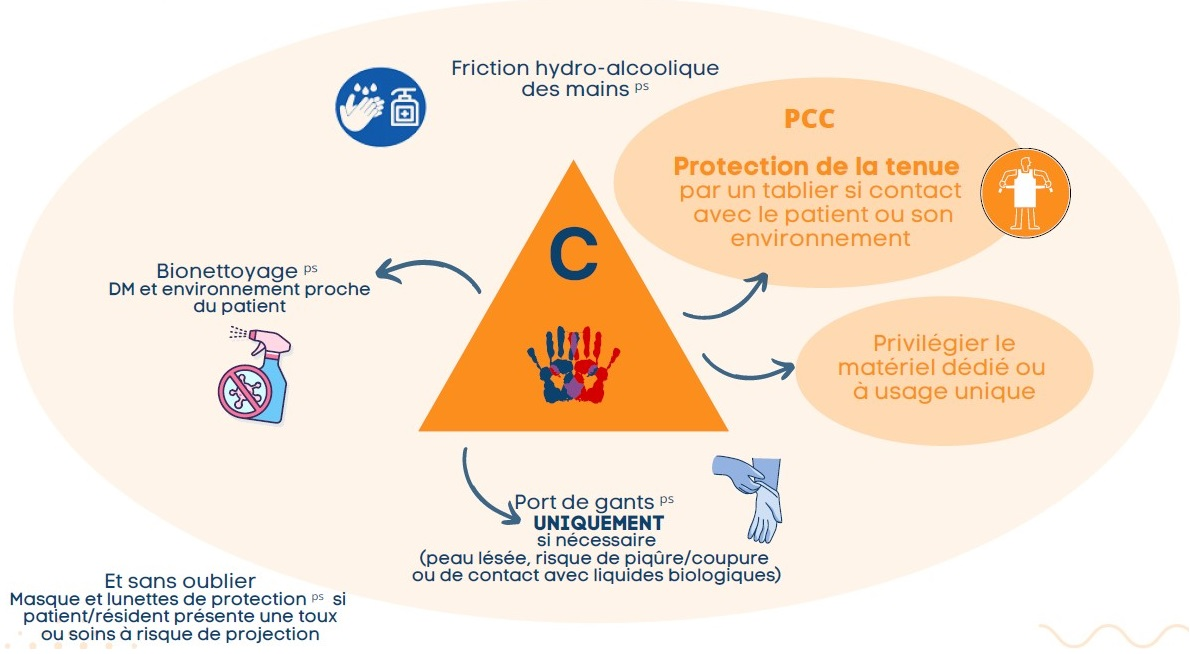 Friction hydro-alcoolique
des mains ps
PCC
Protection de la tenue
par un tablier si contact
avec le patient ou son
environnement
C
Bionettoyage ps
DM et environnement proche
du patient
Privilégier le
matériel dédié ou
à usage unique
Port de gants ps
UNIQUEMENT
si nécessaire
(peau lésée, risque de piqûre/coupure
ou de contact avec liquides biologiques)
Et sans oublier
Masque et lunettes de protection ps si
patient/résident présente une toux
ou soins à risque de projection